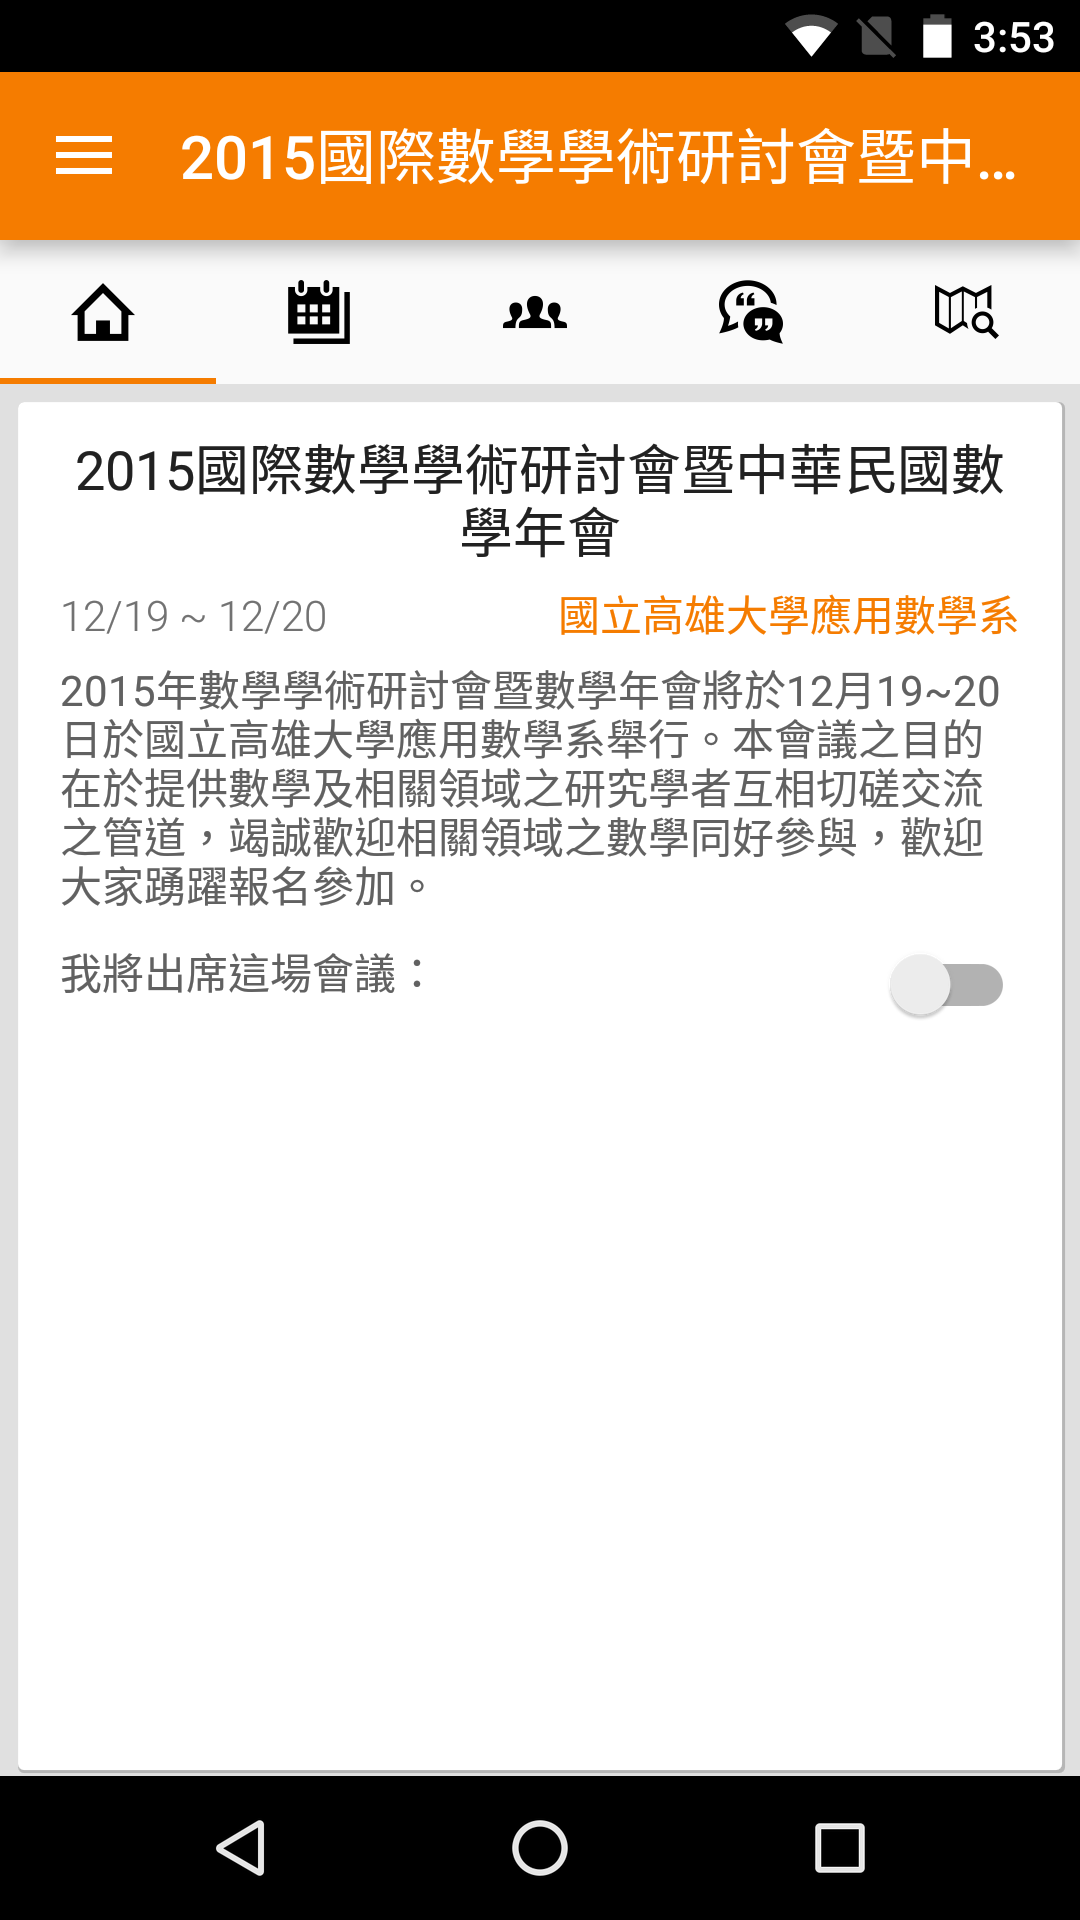 3:53
2015國際數學學術研討會暨中...
2015國際數學學術研討會暨中華民國數
學年會
12/19 ~ 12/20
國立高雄大學應用數學系
2015年數學學術研討會暨數學年會將於12月19~20
日於國立高雄大學應用數學系舉行。本會議之目的
在於提供數學及相關領域之研究學者互相切磋交流
之管道，竭誠歡迎相關領域之數學同好參與，歡迎
大家踴躍報名參加。
我將出席這場會議：